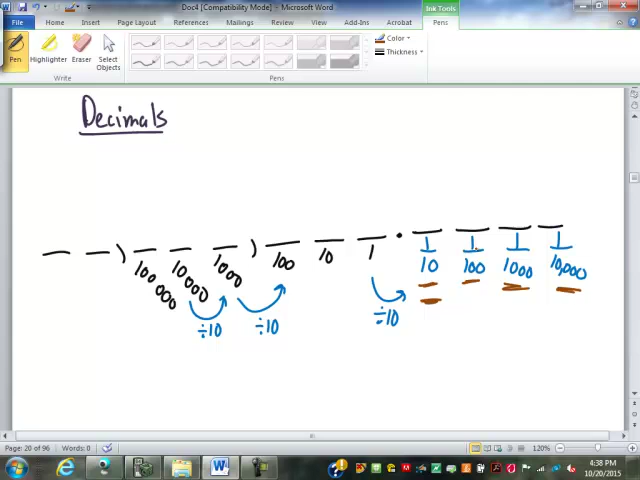 Doc4 [Compatibility Mode] - Microsoft Word
Ink Tools
File Home Insert Page Layout References Mailings Review View Add-Ins Acrobat Pens
Pen Highlighter Eraser Select Objects
Color
Thickness
Write Pens
Decimals
_ _ ) _ _ _ ) _ _ _ . _ _ _ _
100 000 10,000 1000 100 10 1 1/10 1/100 1/1000 1/10,000
÷10 ÷10 ÷10
Page: 20 of 96 Words: 0 120%
4:38 PM
10/20/2015